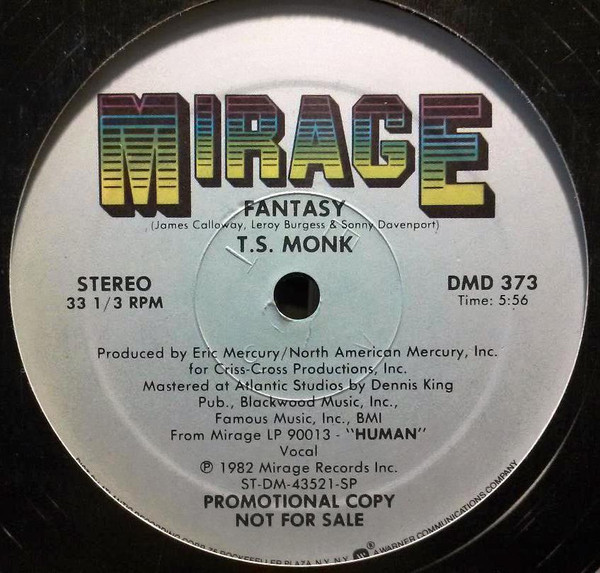 MIRAGE
FANTASY
(James Calloway, Leroy Burgess & Sonny Davenport)
T.S. MONK
STEREO
33 1/3 RPM
DMD 373
Time: 5:56
Produced by Eric Mercury/North American Mercury, Inc.
for Criss-Cross Productions, Inc.
Mastered at Atlantic Studios by Dennis King
Pub., Blackwood Music, Inc.,
Famous Music, Inc., BMI
From Mirage LP 90013 - "HUMAN"
Vocal
℗ 1982 Mirage Records Inc.
ST-DM-43521-SP
PROMOTIONAL COPY
NOT FOR SALE
75 ROCKEFELLER PLAZA, N.Y., N.Y. A WARNER COMMUNICATIONS COMPANY